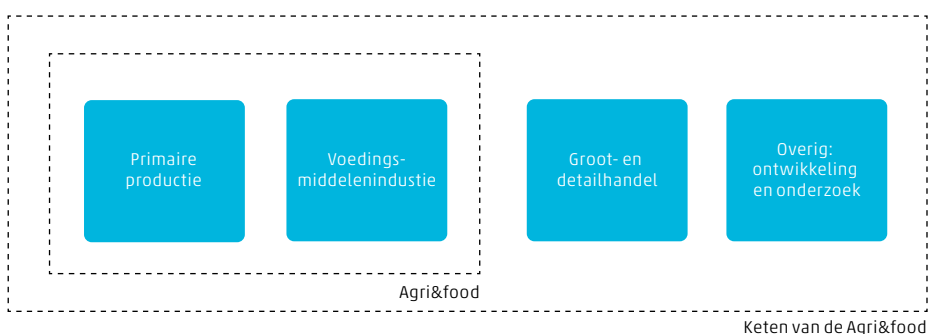 Primaire
productie
Voedings-
middelenindustie
Groot- en
detailhandel
Overig:
ontwikkeling
en onderzoek
Agri&food
Keten van de Agri&food